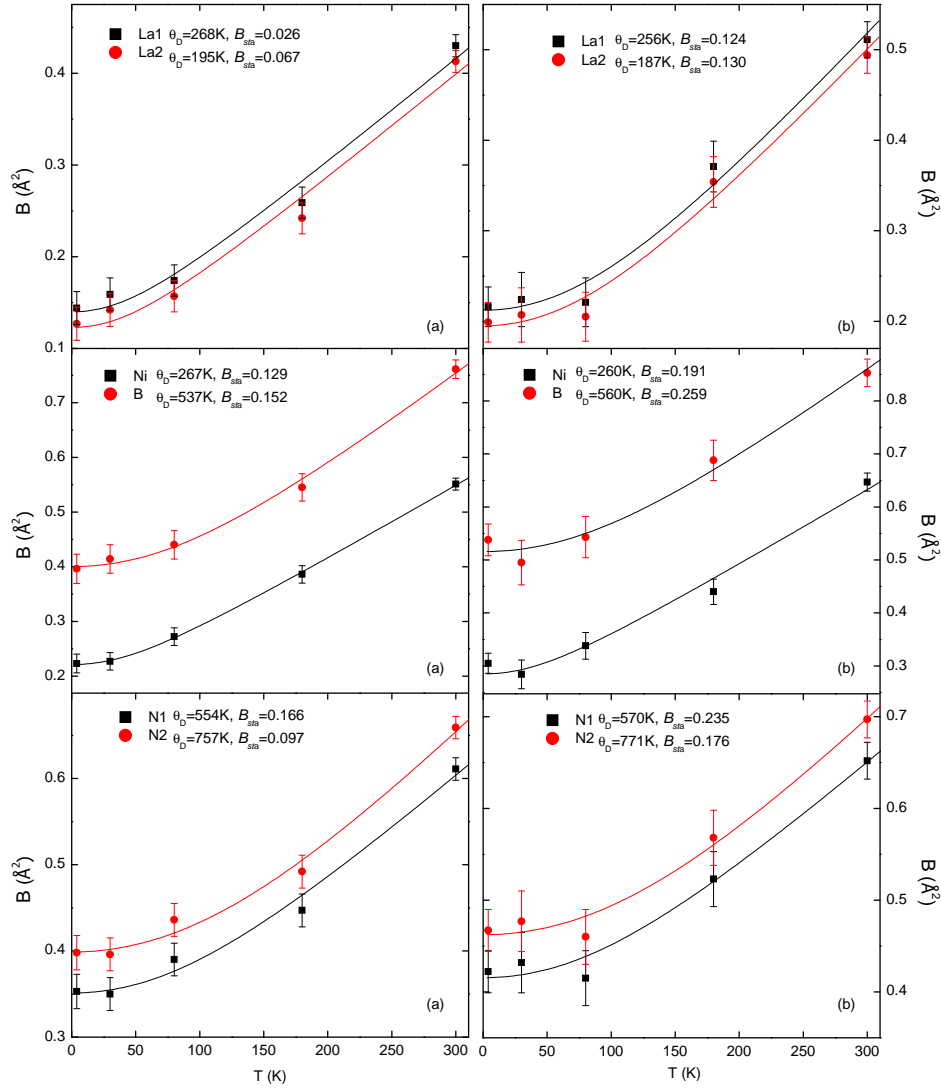 La1 θD=268K, Bsta=0.026
La2 θD=195K, Bsta=0.067
0.4
0.3
0.2
0.1
B (Å²)
(a)
La1 θD=256K, Bsta=0.124
La2 θD=187K, Bsta=0.130
0.5
0.4
0.3
0.2
B (Å²)
(b)
Ni θD=267K, Bsta=0.129
B θD=537K, Bsta=0.152
0.7
0.6
0.5
0.4
0.3
0.2
B (Å²)
(a)
Ni θD=260K, Bsta=0.191
B θD=560K, Bsta=0.259
0.8
0.7
0.6
0.5
0.4
0.3
B (Å²)
(b)
N1 θD=554K, Bsta=0.166
N2 θD=757K, Bsta=0.097
0.6
0.5
0.4
0.3
B (Å²)
(a)
0 50 100 150 200 250 300
T (K)
N1 θD=570K, Bsta=0.235
N2 θD=771K, Bsta=0.176
0.7
0.6
0.5
0.4
B (Å²)
(b)
0 50 100 150 200 250 300
T (K)